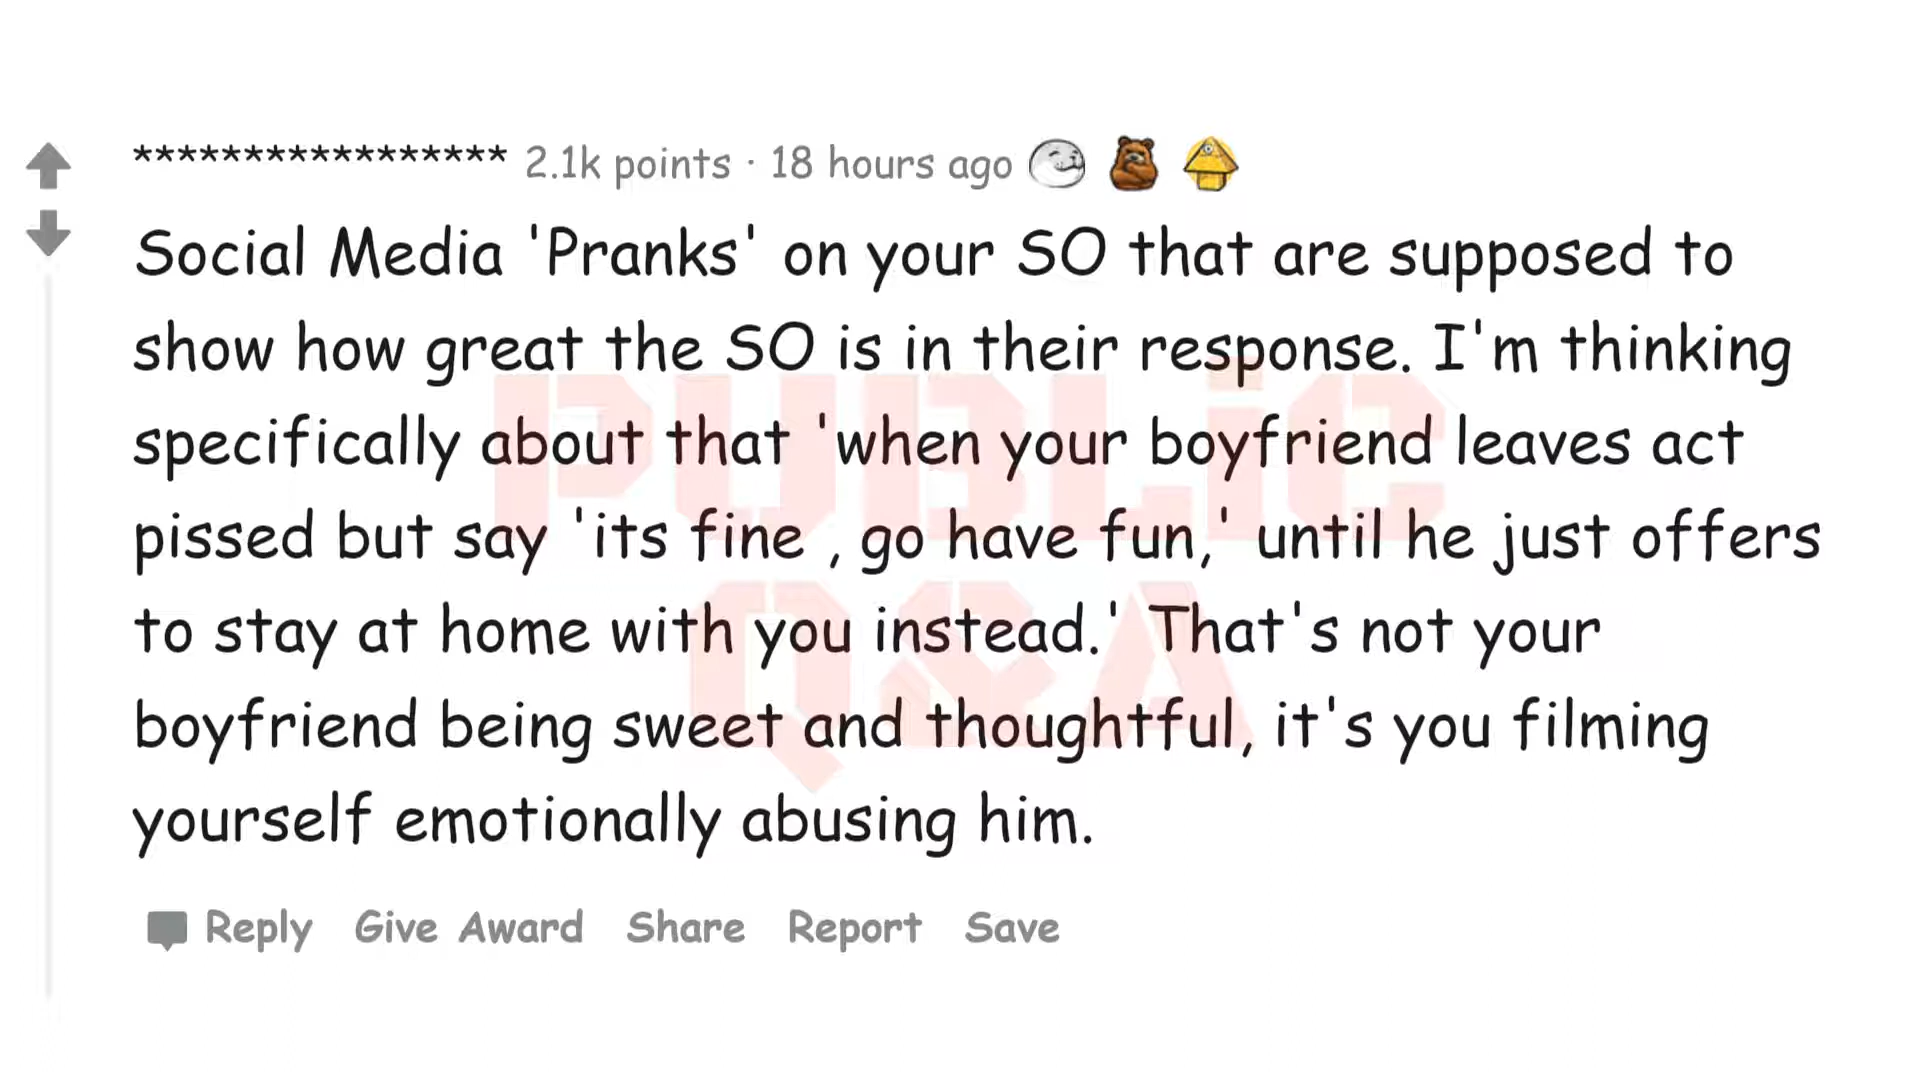 ***************** 2.1k points · 18 hours ago
Social Media 'Pranks' on your SO that are supposed to
show how great the SO is in their response. I'm thinking
specifically about that 'when your boyfriend leaves act
pissed but say 'its fine , go have fun,' until he just offers
to stay at home with you instead.' That's not your
boyfriend being sweet and thoughtful, it's you filming
yourself emotionally abusing him.
Reply Give Award Share Report Save
PUBLiC
Q&A